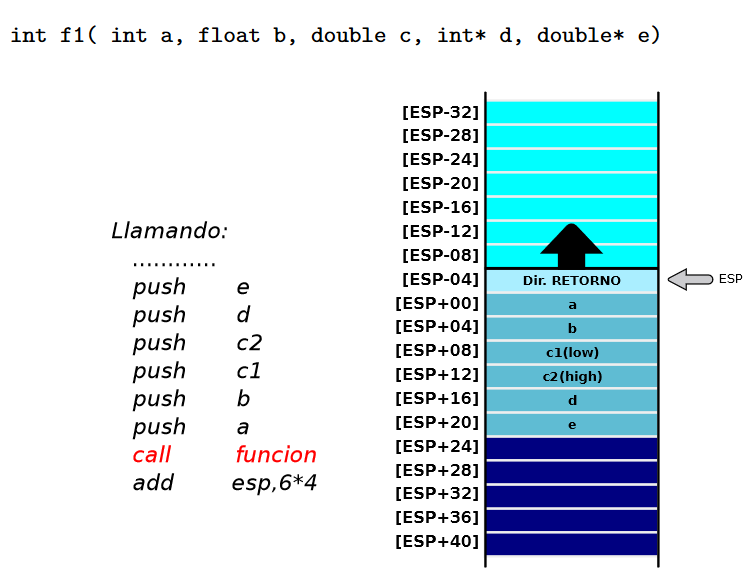 int f1( int a, float b, double c, int* d, double* e)
Llamando:
............
push e
push d
push c2
push c1
push b
push a
call funcion
add esp,6*4
[ESP-32]
[ESP-28]
[ESP-24]
[ESP-20]
[ESP-16]
[ESP-12]
[ESP-08]
[ESP-04] Dir. RETORNO ESP
[ESP+00] a
[ESP+04] b
[ESP+08] c1(low)
[ESP+12] c2(high)
[ESP+16] d
[ESP+20] e
[ESP+24]
[ESP+28]
[ESP+32]
[ESP+36]
[ESP+40]